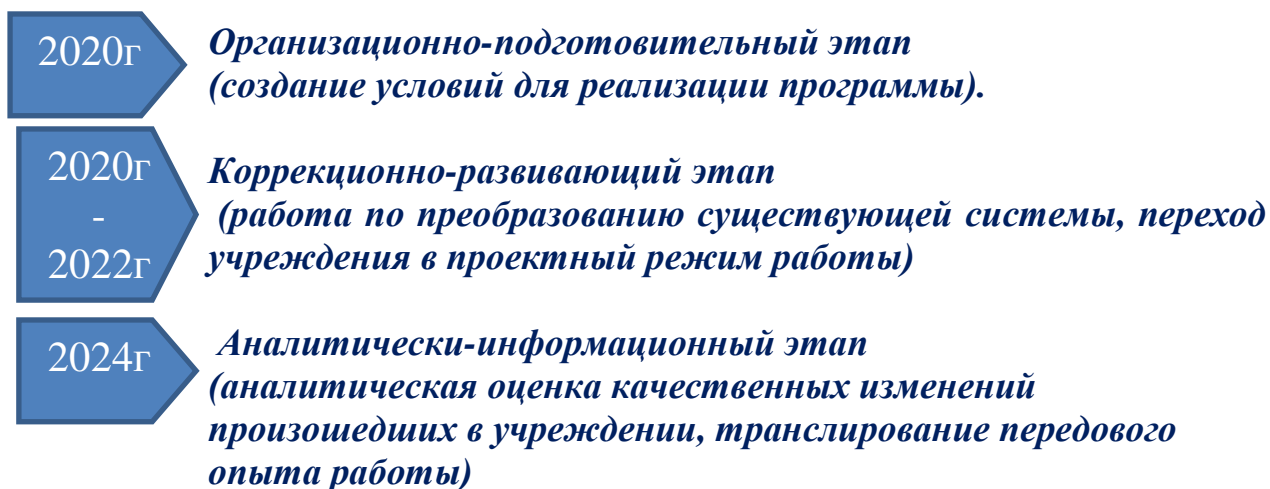 2020г
Организационно-подготовительный этап
(создание условий для реализации программы).
2020г
-
2022г
Коррекционно-развивающий этап
(работа по преобразованию существующей системы, переход
учреждения в проектный режим работы)
2024г
Аналитически-информационный этап
(аналитическая оценка качественных изменений
произошедших в учреждении, транслирование передового
опыта работы)